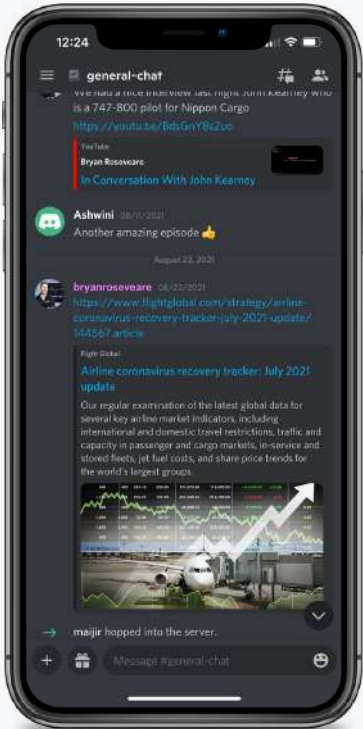 12:24
general-chat
We had a nice interview last night John Kearney who
is a 747-800 pilot for Nippon Cargo
https://youtu.be/BdsGnY8s2uo
YouTube
Bryan Roseveare
In Conversation With John Kearney
Ashwini 08/17/2021
Another amazing episode 👍
August 22, 2021
bryanroseveare 08/22/2021
https://www.flightglobal.com/strategy/airline-
coronavirus-recovery-tracker-july-2021-update/
144567.article
Flight Global
Airline coronavirus recovery tracker: July 2021
update
Our regular examination of the latest global data for
several key airline market indicators, including
international and domestic travel restrictions, traffic and
capacity in passenger and cargo markets, in-service and
stored fleets, jet fuel costs, and share price trends for
the world's largest groups.
maijir hopped into the server.
Message #general-chat